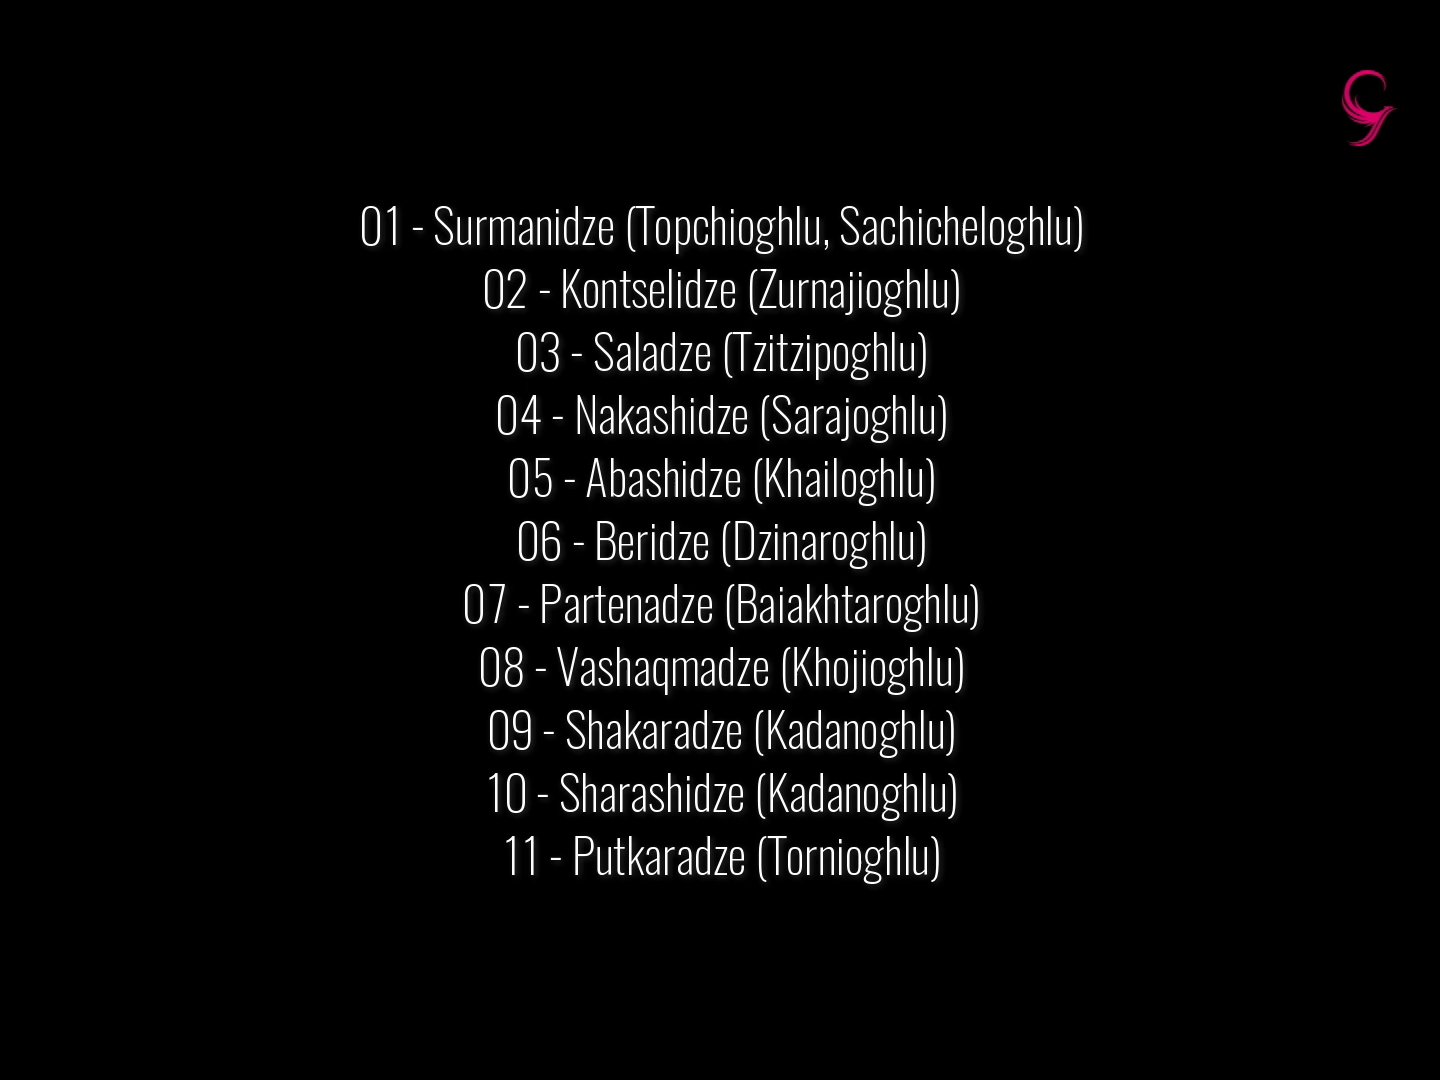 01 - Surmanidze (Topchioghlu, Sachicheloghlu)
02 - Kontselidze (Zurnajioghlu)
03 - Saladze (Tzitzipoghlu)
04 - Nakashidze (Sarajoghlu)
05 - Abashidze (Khailoghlu)
06 - Beridze (Dzinaroghlu)
07 - Partenadze (Baiakhtaroghlu)
08 - Vashaqmadze (Khojioghlu)
09 - Shakaradze (Kadanoghlu)
10 - Sharashidze (Kadanoghlu)
11 - Putkaradze (Tornioghlu)